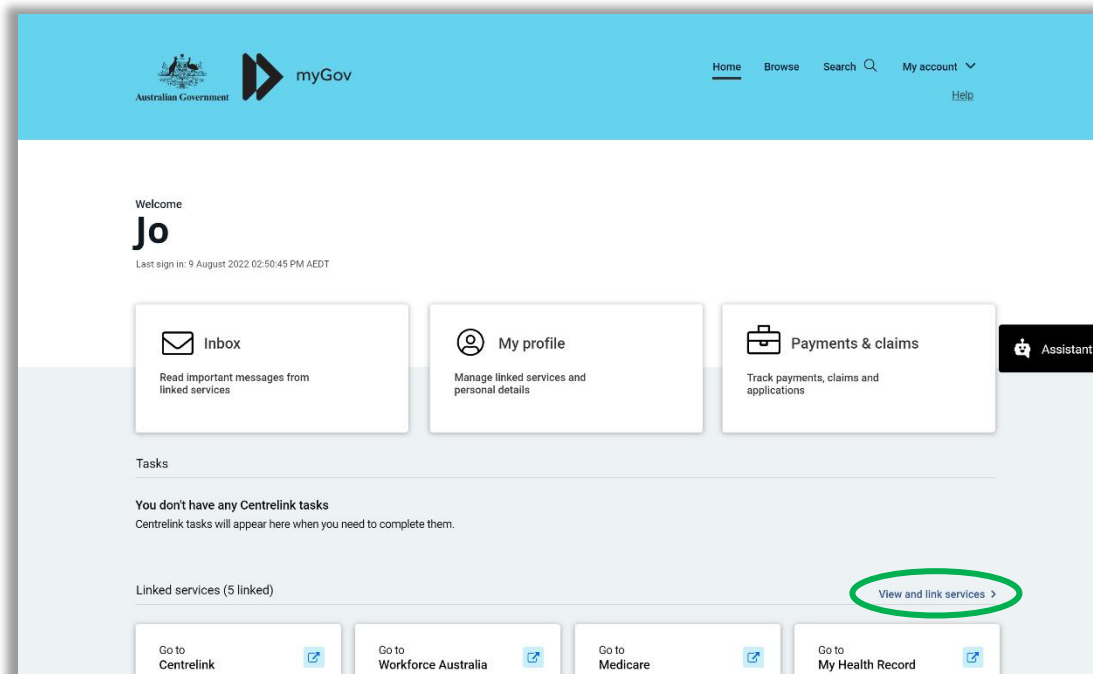 Australian Government
myGov
Home Browse Search My account
Help
Welcome
Jo
Last sign in: 9 August 2022 02:50:45 PM AEDT
Inbox
Read important messages from
linked services
My profile
Manage linked services and
personal details
Payments & claims
Track payments, claims and
applications
Assistant
Tasks
You don't have any Centrelink tasks
Centrelink tasks will appear here when you need to complete them.
Linked services (5 linked)
View and link services
Go to
Centrelink
Go to
Workforce Australia
Go to
Medicare
Go to
My Health Record